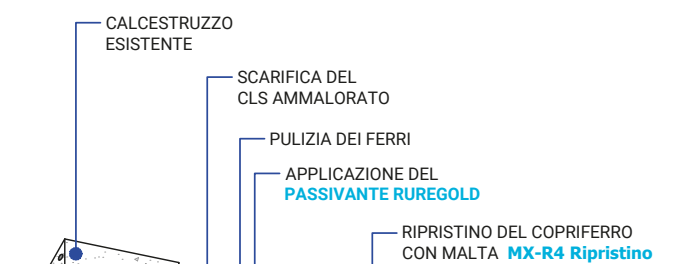 CALCESTRUZZO
ESISTENTE
SCARIFICA DEL
CLS AMMALORATO
PULIZIA DEI FERRI
APPLICAZIONE DEL
PASSIVANTE RUREGOLD
RIPRISTINO DEL COPRIFERRO
CON MALTA MX-R4 Ripristino